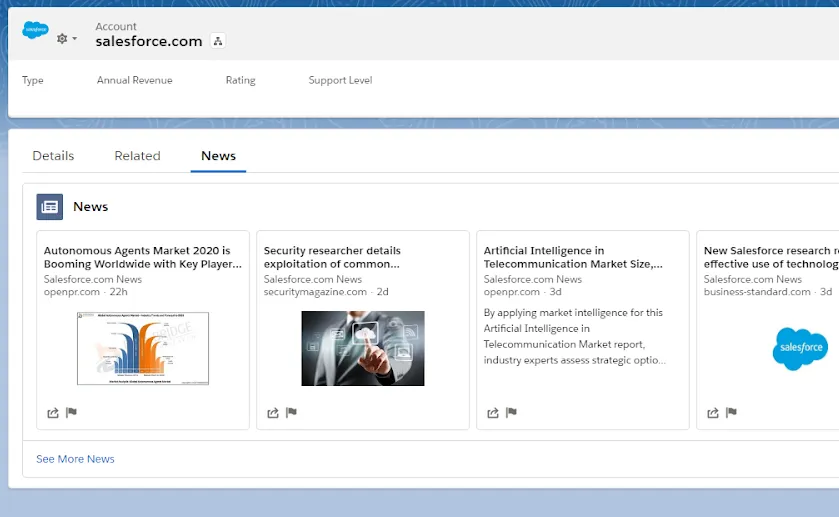 salesforce
Account
salesforce.com
Type Annual Revenue Rating Support Level
Details Related News
News
Autonomous Agents Market 2020 is
Booming Worldwide with Key Player...
Salesforce.com News
openpr.com · 22h
Security researcher details
exploitation of common...
Salesforce.com News
securitymagazine.com · 2d
Artificial Intelligence in
Telecommunication Market Size,...
Salesforce.com News
openpr.com · 3d
By applying market intelligence for this
Artificial Intelligence in
Telecommunication Market report,
industry experts assess strategic optio...
New Salesforce research
effective use of
Salesforce.com News
business-standard.com · 3d
salesforce
See More News